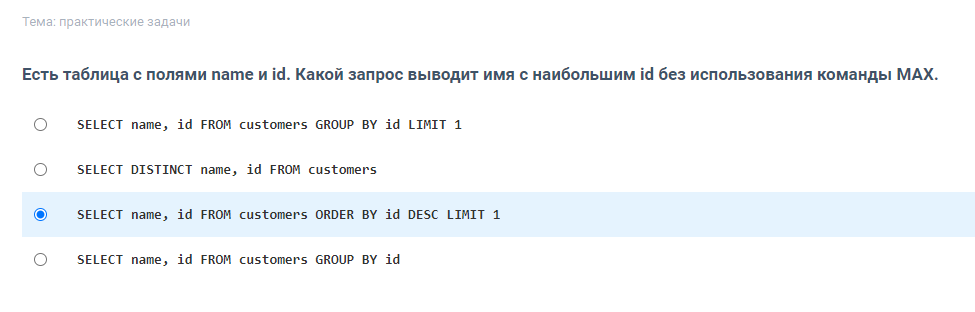 Тема: практические задачи
Есть таблица с полями name и id. Какой запрос выводит имя с наибольшим id без использования команды MAX.
SELECT name, id FROM customers GROUP BY id LIMIT 1
SELECT DISTINCT name, id FROM customers
SELECT name, id FROM customers ORDER BY id DESC LIMIT 1
SELECT name, id FROM customers GROUP BY id